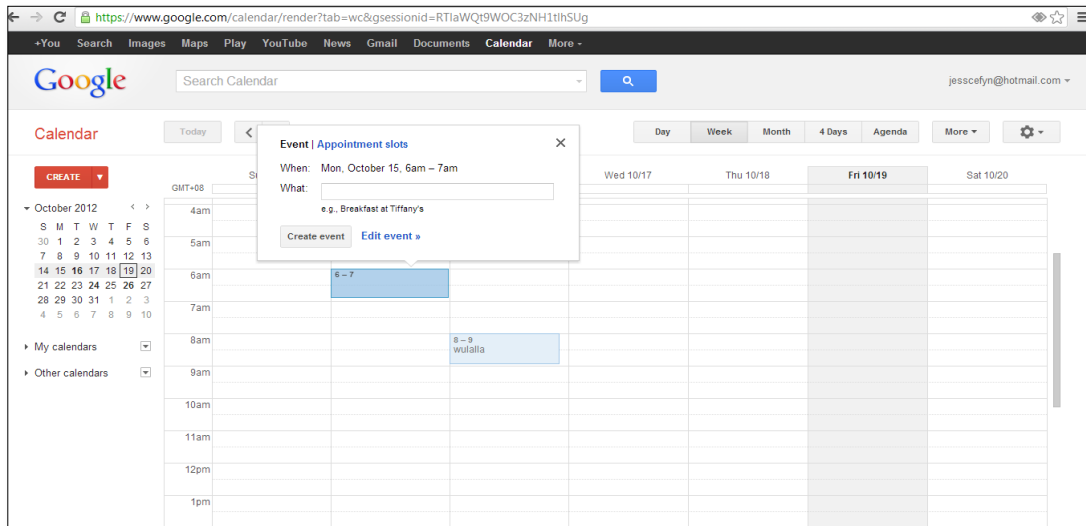 https://www.google.com/calendar/render?tab=wc&gsessionid=RTlaWQt9WOC3zNH1tlhSUg
+You Search Images Maps Play YouTube News Gmail Documents Calendar More
Google
Search Calendar
jesscefyn@hotmail.com
Calendar
Today
Day Week Month 4 Days Agenda More
Event | Appointment slots
When: Mon, October 15, 6am – 7am
What:
e.g., Breakfast at Tiffany's
Create event Edit event »
CREATE
GMT+08
Wed 10/17 Thu 10/18 Fri 10/19 Sat 10/20
October 2012
S M T W T F S
30 1 2 3 4 5 6
7 8 9 10 11 12 13
14 15 16 17 18 19 20
21 22 23 24 25 26 27
28 29 30 31 1 2 3
4 5 6 7 8 9 10
My calendars
Other calendars
4am
5am
6am
6 – 7
7am
8am
8 – 9
wulalla
9am
10am
11am
12pm
1pm